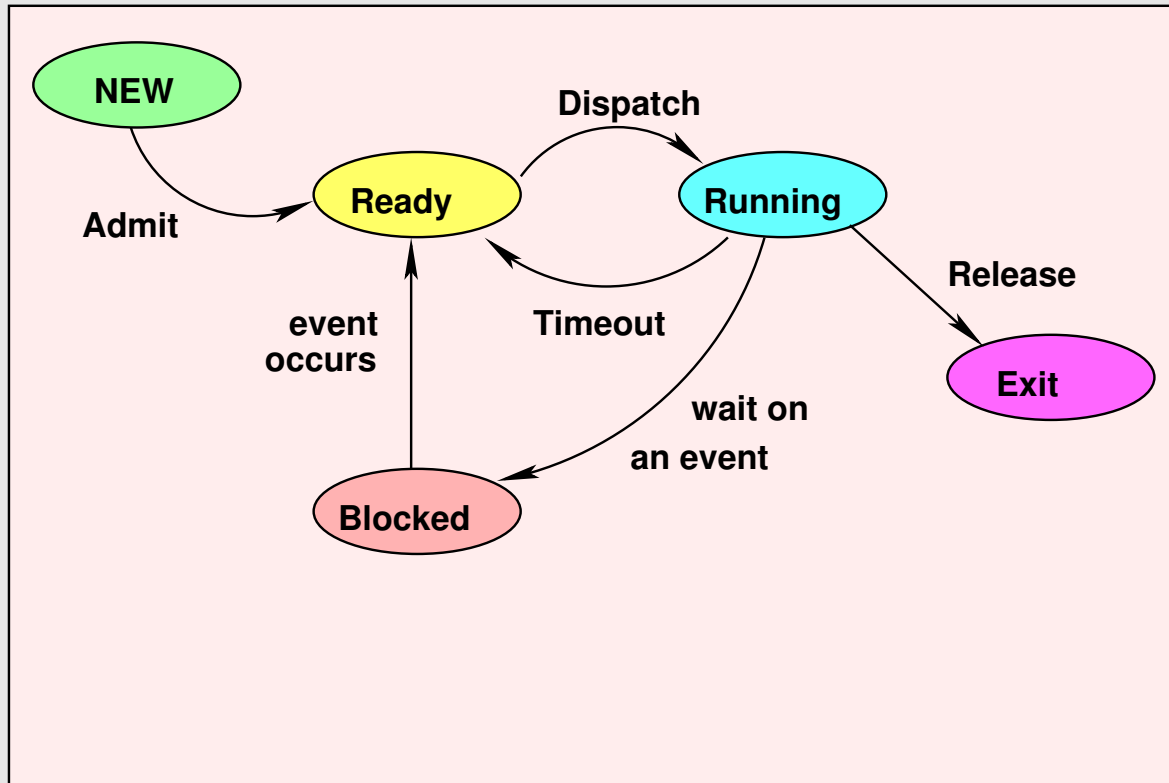 NEW
Dispatch
Ready
Running
Admit
Release
event
occurs
Timeout
Exit
wait on
an event
Blocked